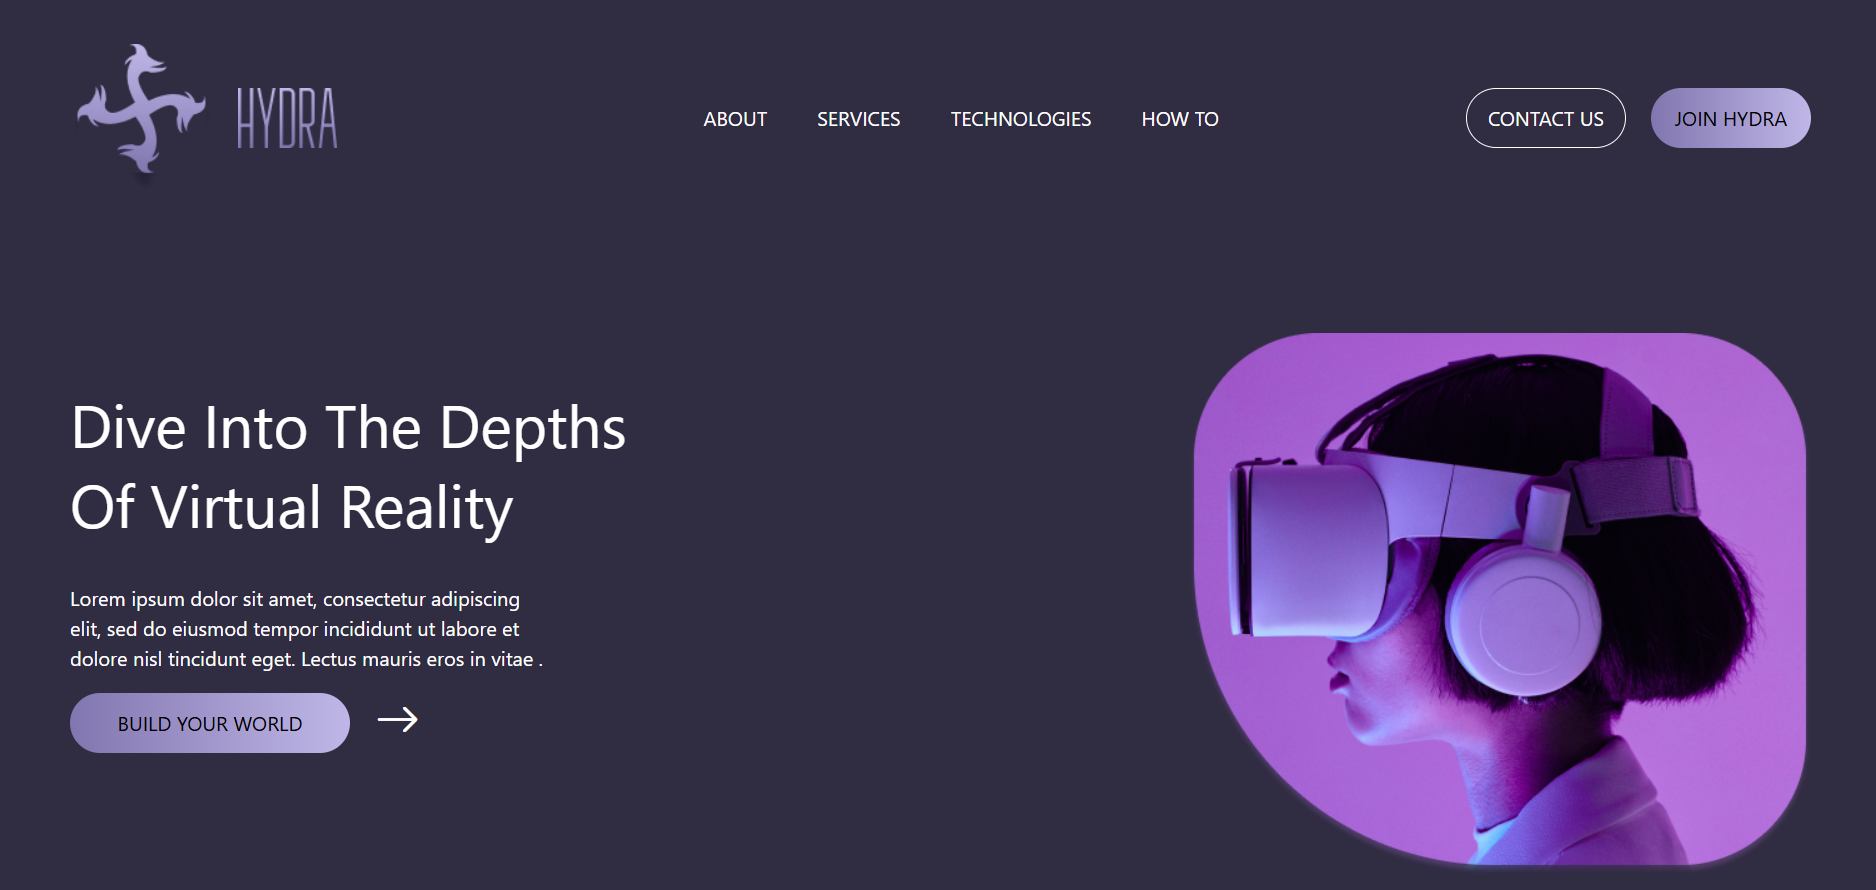 HYDRA
ABOUT SERVICES TECHNOLOGIES HOW TO
CONTACT US
JOIN HYDRA
Dive Into The Depths
Of Virtual Reality
Lorem ipsum dolor sit amet, consectetur adipiscing
elit, sed do eiusmod tempor incididunt ut labore et
dolore nisl tincidunt eget. Lectus mauris eros in vitae .
BUILD YOUR WORLD